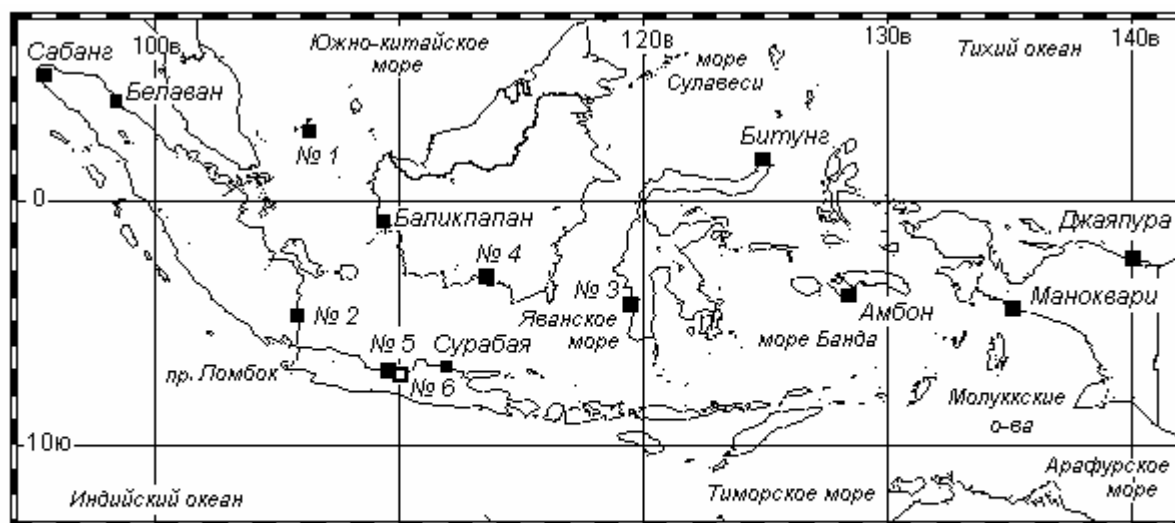 Сабанг
100в
Южно-китайское
море
120в
130в
140в
Тихий океан
море
Сулавеси
Белаван
№ 1
Битунг
0
Баликпапан
Джаяпура
№ 4
№ 3
№ 2
Яванское
море
Амбон
Маноквари
море Банда
№ 5
Сурабая
пр. Ломбок
№ 6
Молуккские
о-ва
10ю
Индийский океан
Тиморское море
Арафурское
море